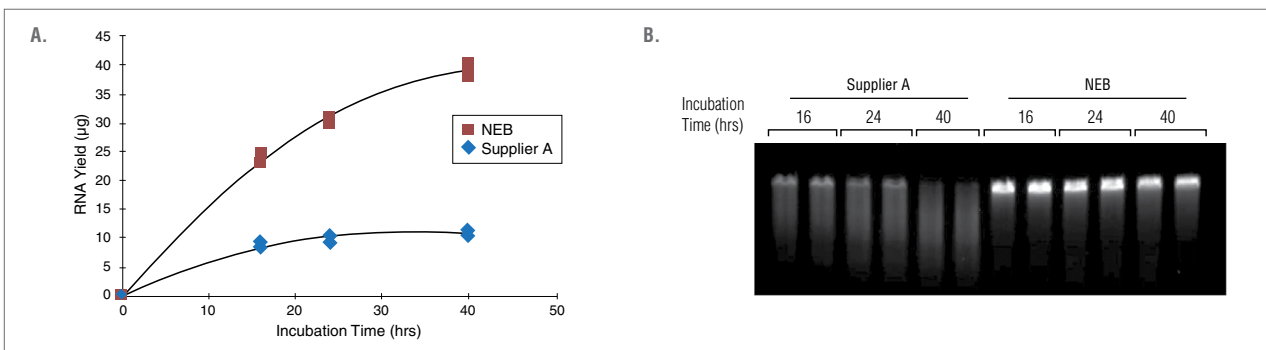 A.
45
40
35
30
25
20
15
10
5
0
RNA Yield (µg)
0 10 20 30 40 50
Incubation Time (hrs)
NEB
Supplier A
B.
Supplier A NEB
Incubation
Time (hrs)
16 24 40 16 24 40